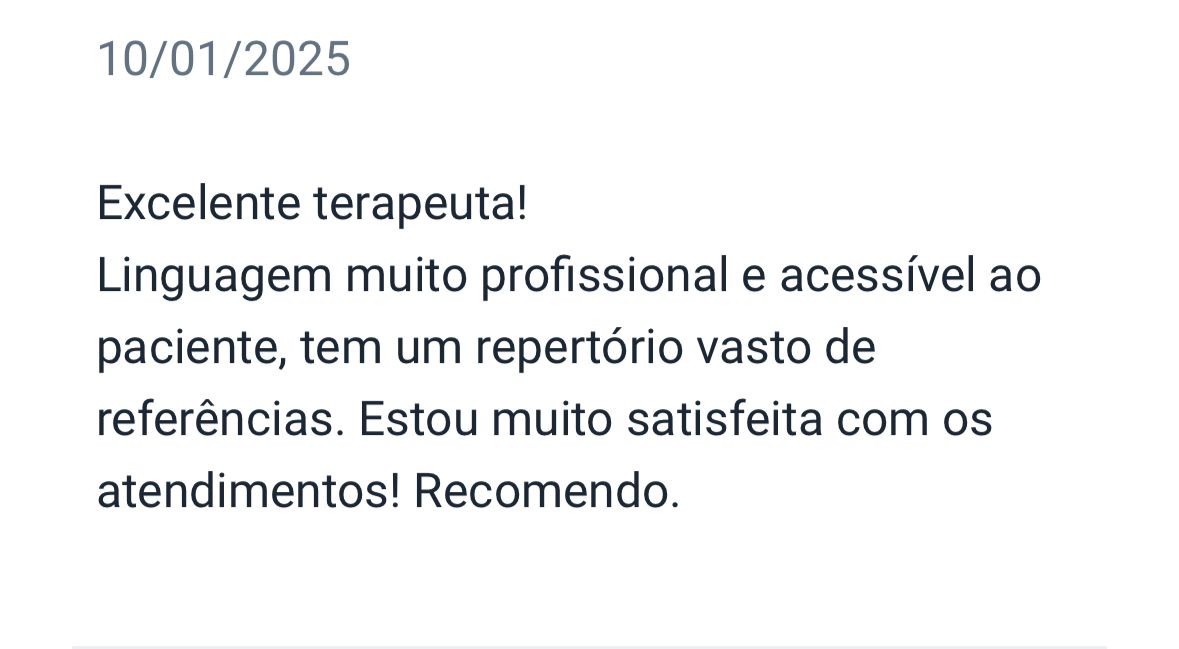 10/01/2025
Excelente terapeuta!
Linguagem muito profissional e acessível ao
paciente, tem um repertório vasto de
referências. Estou muito satisfeita com os
atendimentos! Recomendo.